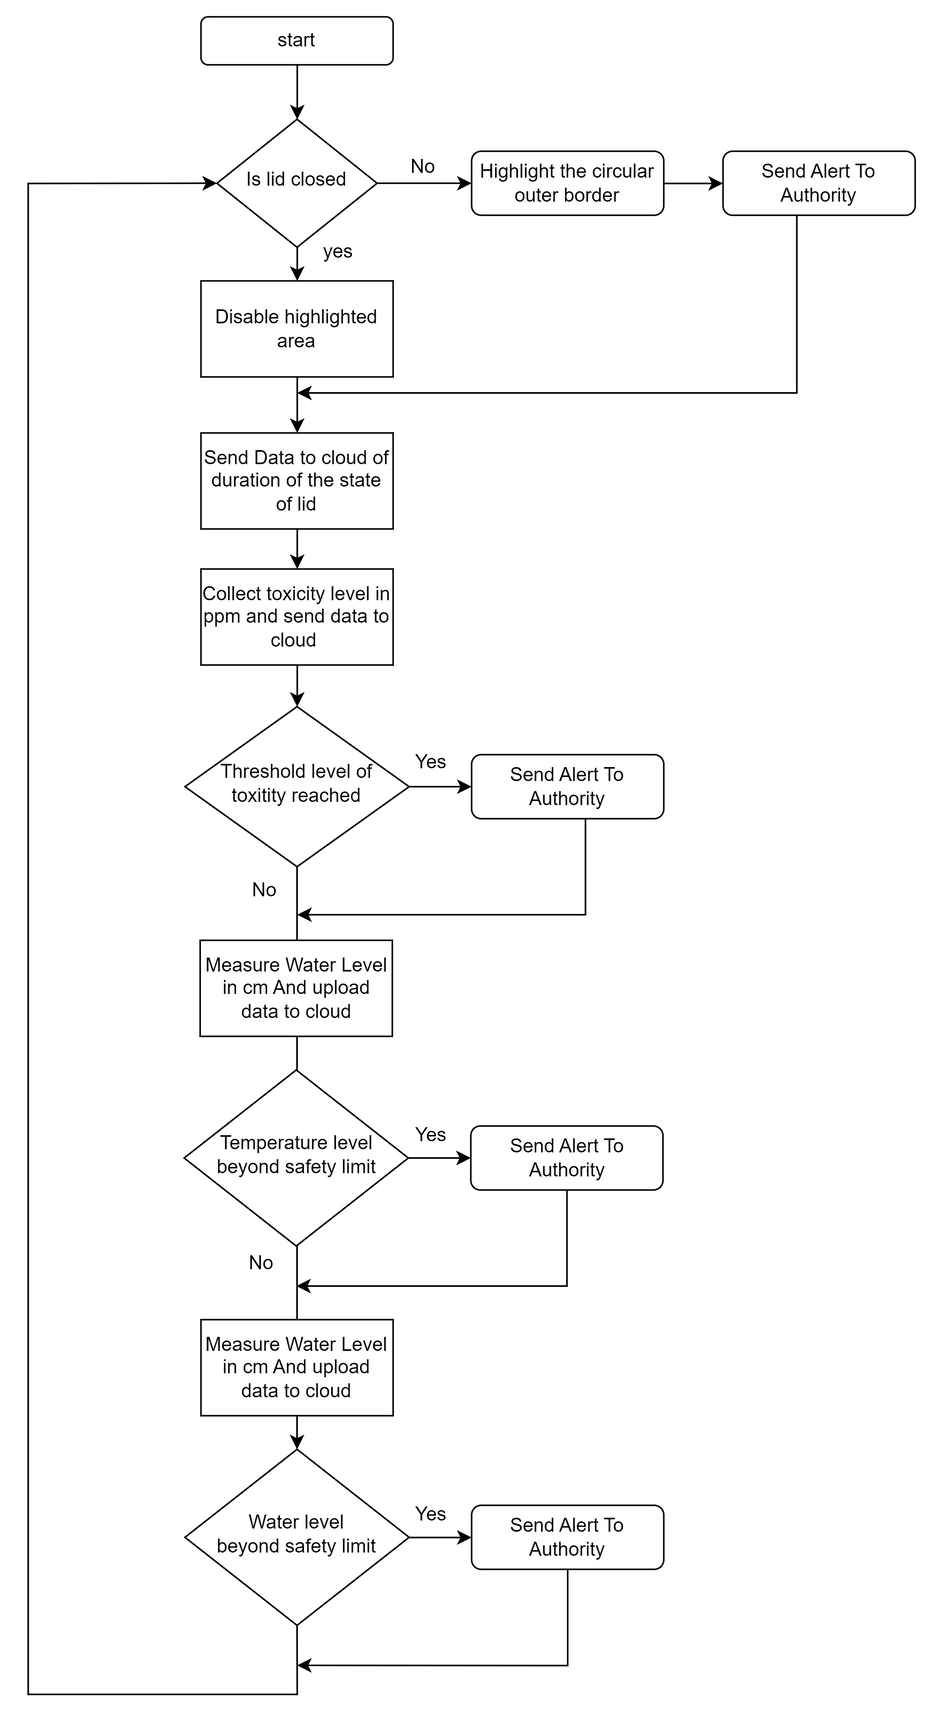 start
Is lid closed
No
Highlight the circular
outer border
Send Alert To
Authority
yes
Disable highlighted
area
Send Data to cloud of
duration of the state
of lid
Collect toxicity level in
ppm and send data to
cloud
Threshold level of
toxitity reached
Yes
Send Alert To
Authority
No
Measure Water Level
in cm And upload
data to cloud
Temperature level
beyond safety limit
Yes
Send Alert To
Authority
No
Measure Water Level
in cm And upload
data to cloud
Water level
beyond safety limit
Yes
Send Alert To
Authority